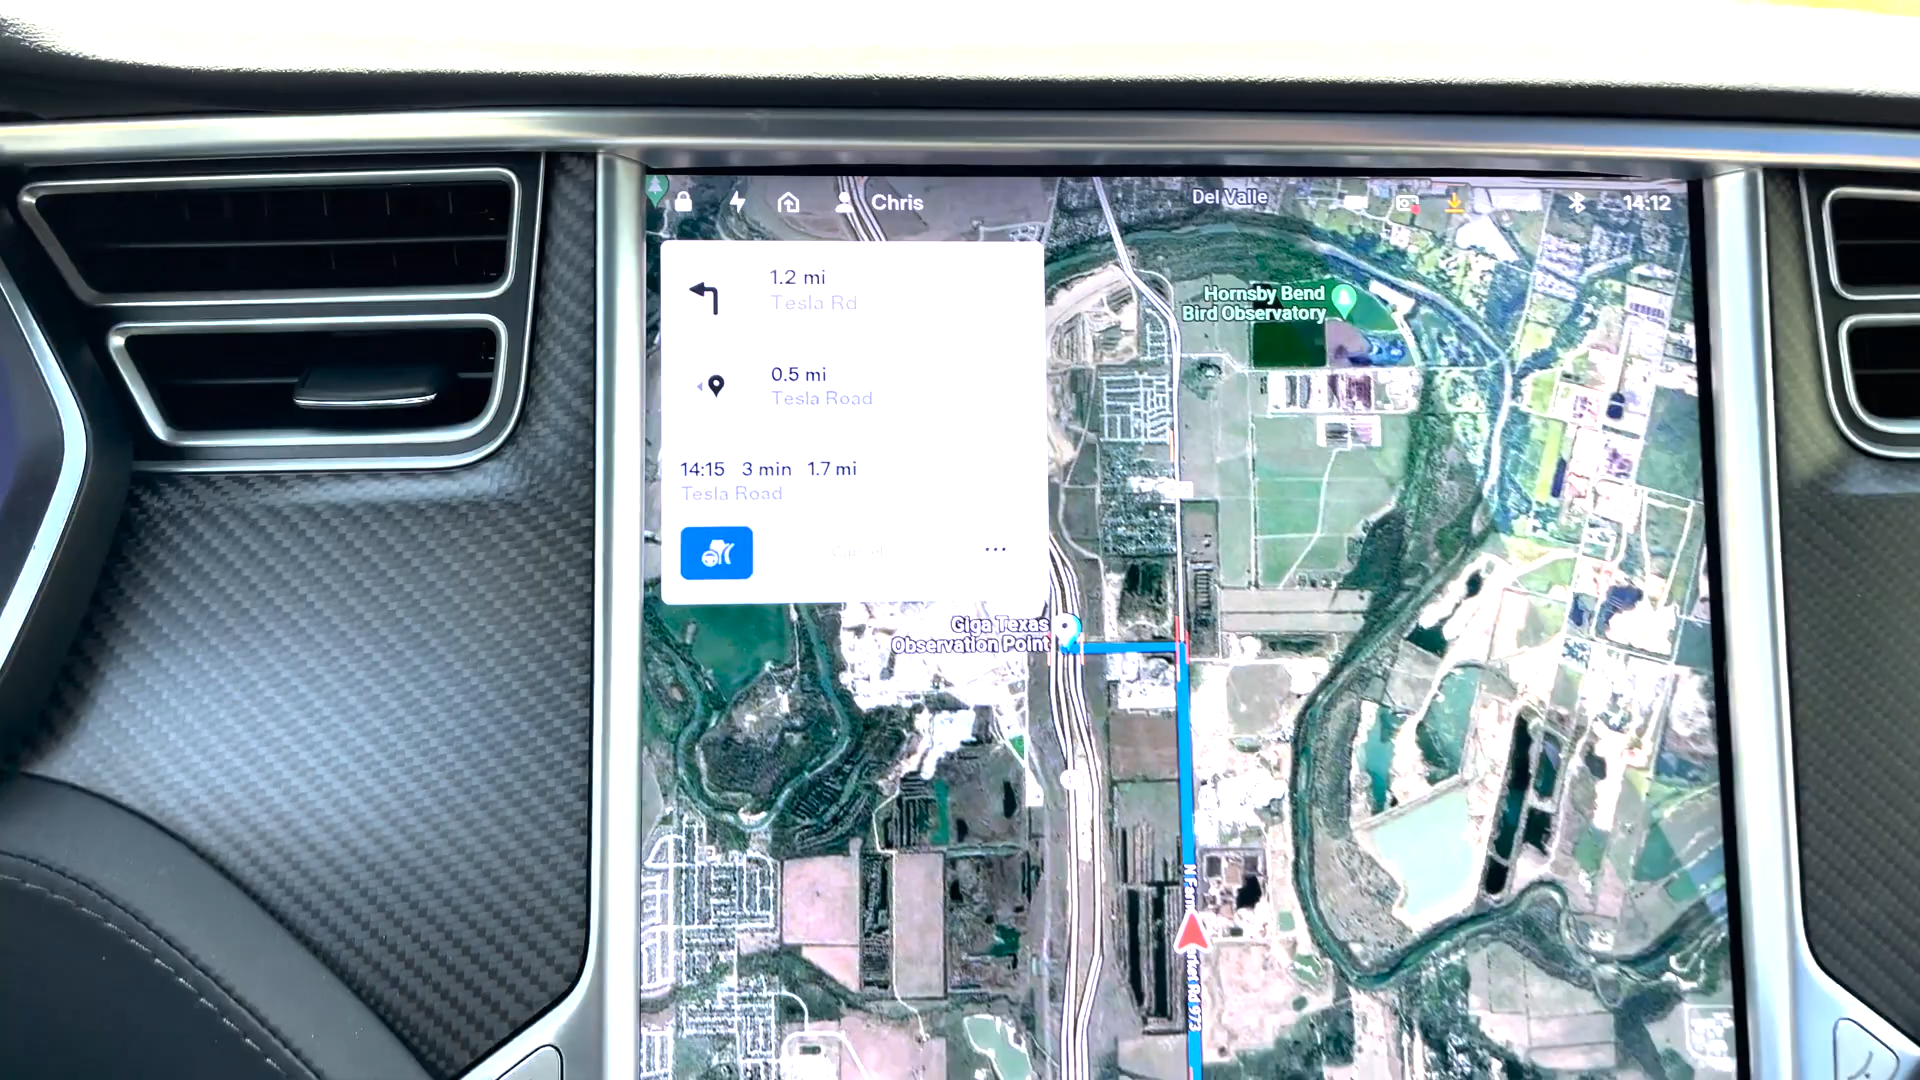 Chris
Del Valle
14:12
1.2 mi
Tesla Rd
0.5 mi
Tesla Road
14:15 3 min 1.7 mi
Tesla Road
Cancel
...
Hornsby Bend
Bird Observatory
Giga Texas
Observation Point